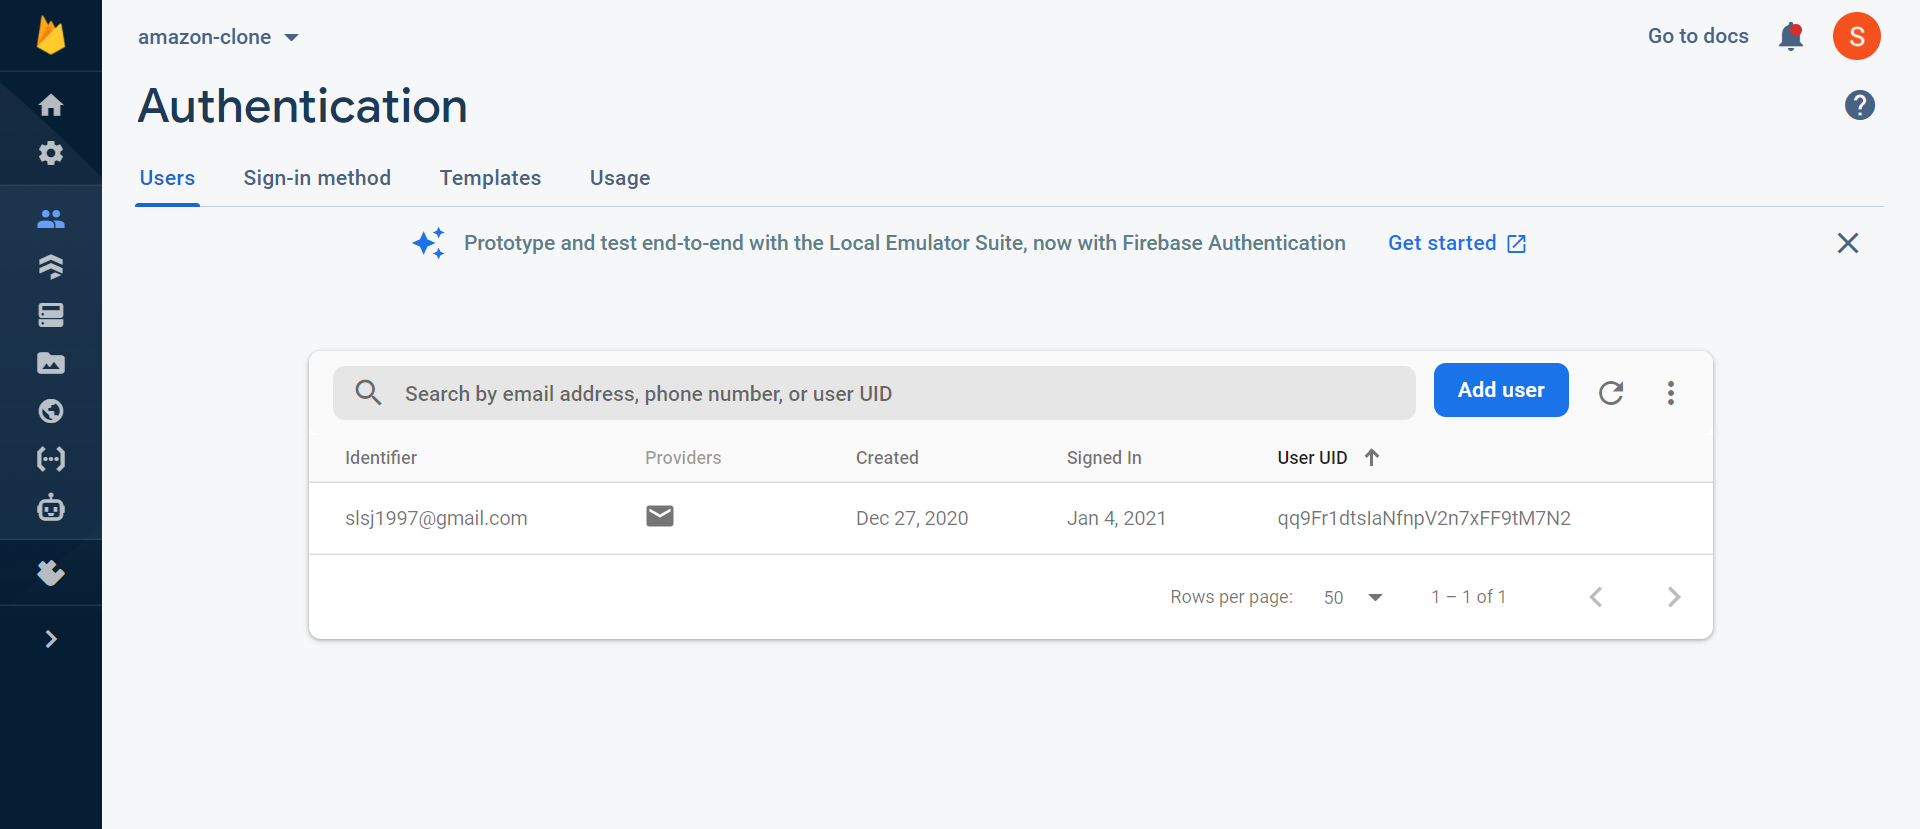 amazon-clone
Go to docs
S
Authentication
?
Users Sign-in method Templates Usage
Prototype and test end-to-end with the Local Emulator Suite, now with Firebase Authentication Get started
Search by email address, phone number, or user UID
Add user
Identifier Providers Created Signed In User UID
slsj1997@gmail.com Dec 27, 2020 Jan 4, 2021 qq9Fr1dtsIaNfnpV2n7xFF9tM7N2
Rows per page: 50 1 – 1 of 1